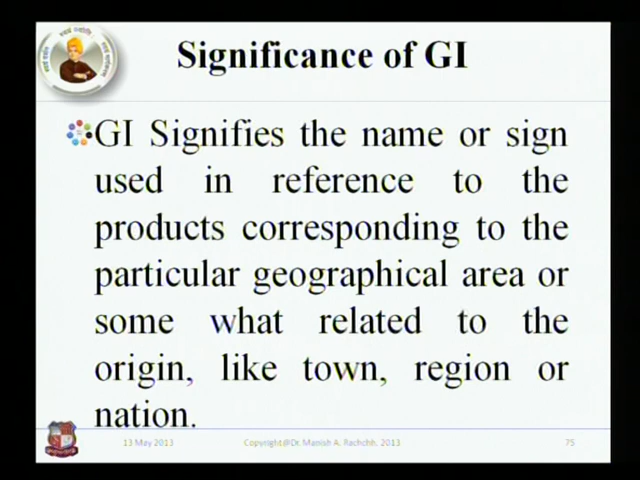 Significance of GI
GI Signifies the name or sign
used in reference to the
products corresponding to the
particular geographical area or
some what related to the
origin, like town, region or
nation.
13 May 2013 Copyright@Dr. Manish A. Rachchh, 2013 75